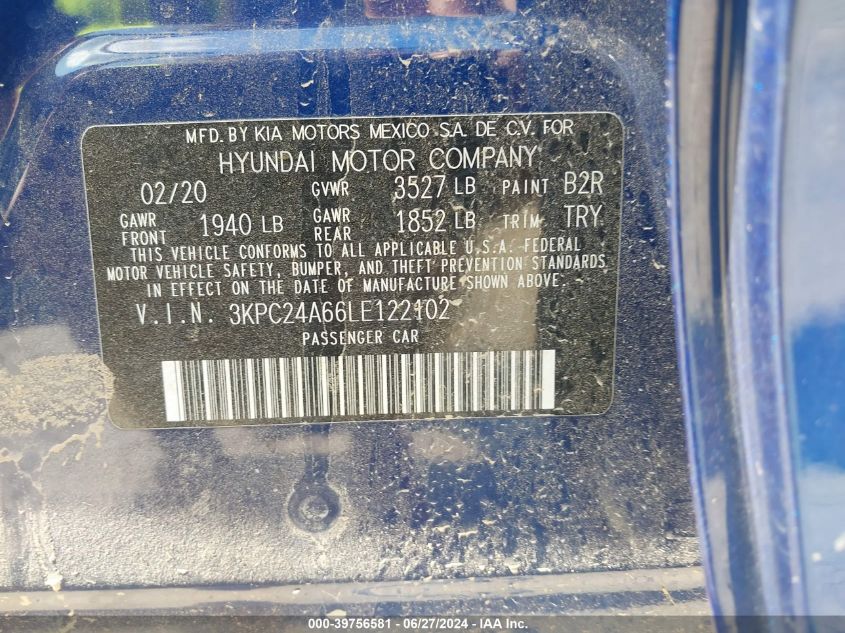 MFD. BY KIA MOTORS MEXICO S.A. DE C.V. FOR
HYUNDAI MOTOR COMPANY
02/20 GVWR 3527 LB PAINT B2R
GAWR FRONT 1940 LB GAWR REAR 1852 LB TRIM TRY
THIS VEHICLE CONFORMS TO ALL APPLICABLE U.S.A. FEDERAL
MOTOR VEHICLE SAFETY, BUMPER, AND THEFT PREVENTION STANDARDS
IN EFFECT ON THE DATE OF MANUFACTURE SHOWN ABOVE.
V.I.N. 3KPC24A66LE122102
PASSENGER CAR
000-39756581 - 06/27/2024 - IAA Inc.